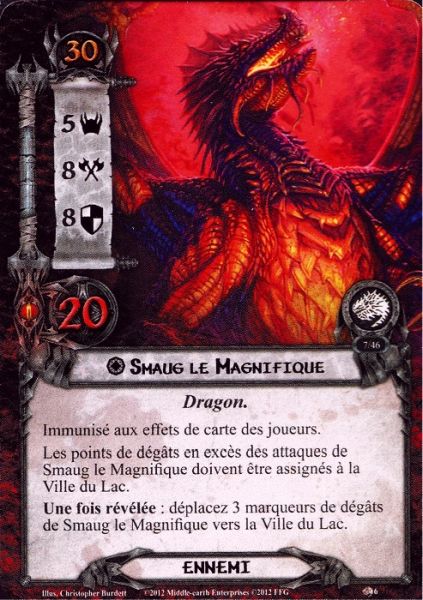 30
5
8
8
20
7/46
Smaug le Magnifique
Dragon.
Immunisé aux effets de carte des joueurs.
Les points de dégâts en excès des attaques de
Smaug le Magnifique doivent être assignés à la
Ville du Lac.
Une fois révélée : déplacez 3 marqueurs de dégâts
de Smaug le Magnifique vers la Ville du Lac.
ENNEMI
Illus. Christopher Burdett ©2012 Middle-earth Enterprises ©2012 FFG 46